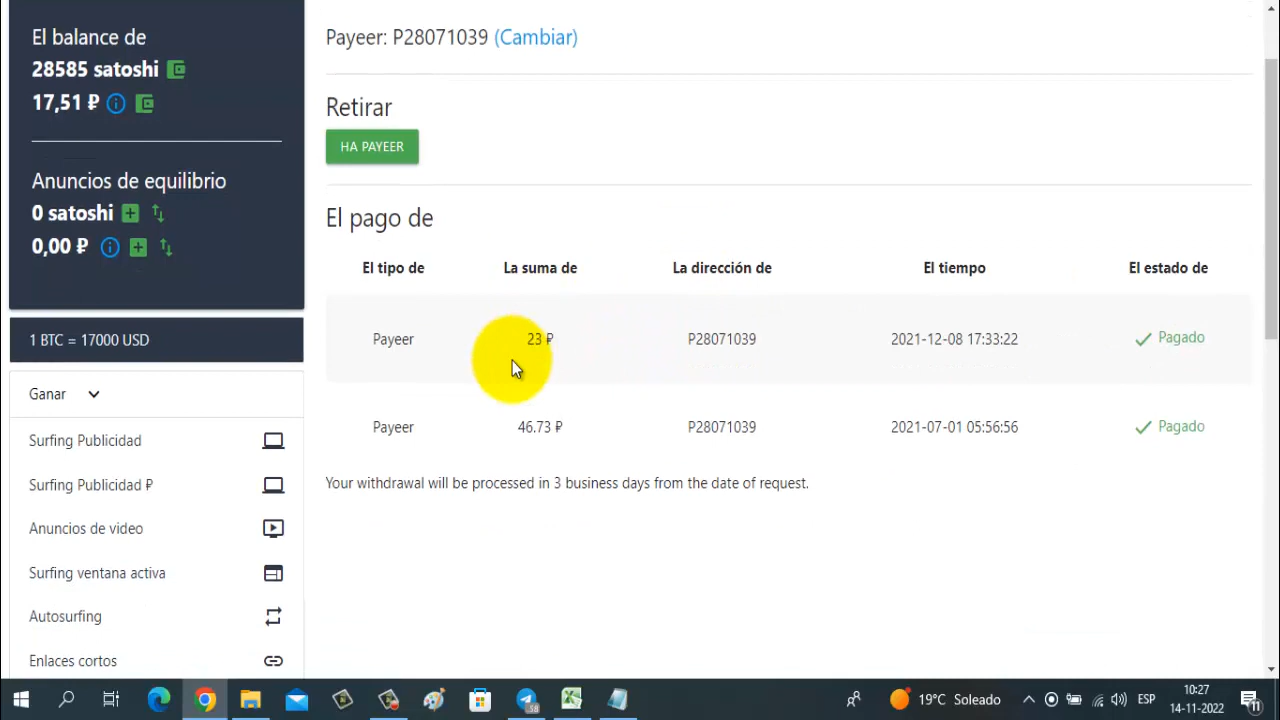 El balance de
28585 satoshi
17,51 ₽
Anuncios de equilibrio
0 satoshi
0,00 ₽
1 BTC = 17000 USD
Ganar
Surfing Publicidad
Surfing Publicidad ₽
Anuncios de video
Surfing ventana activa
Autosurfing
Enlaces cortos
Payeer: P28071039 (Cambiar)
Retirar
НА PAYEER
El pago de
El tipo de La suma de La dirección de El tiempo El estado de
Payeer 23 ₽ P28071039 2021-12-08 17:33:22 Pagado
Payeer 46.73 ₽ P28071039 2021-07-01 05:56:56 Pagado
Your withdrawal will be processed in 3 business days from the date of request.
58
19°C Soleado
ESP
10:27
14-11-2022
11